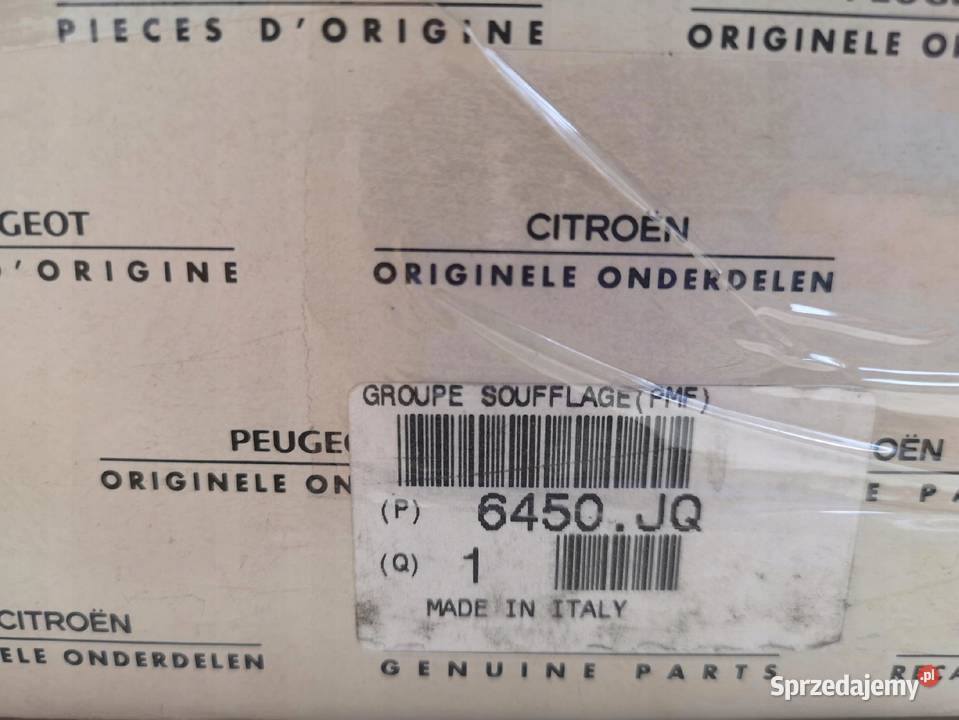 PIECES D'ORIGINE
ORIGINELE
GEOT
D'ORIGINE
CITROËN
ORIGINELE ONDERDELEN
GROUPE SOUFFLAGE(PMF)
PEUGE
ORIGINELE ON
OËN
E PA
(P) 6450.JQ
(Q) 1
MADE IN ITALY
CITROËN
ELE ONDERDELEN
GENUINE PARTS
Sprzedajemy.pl